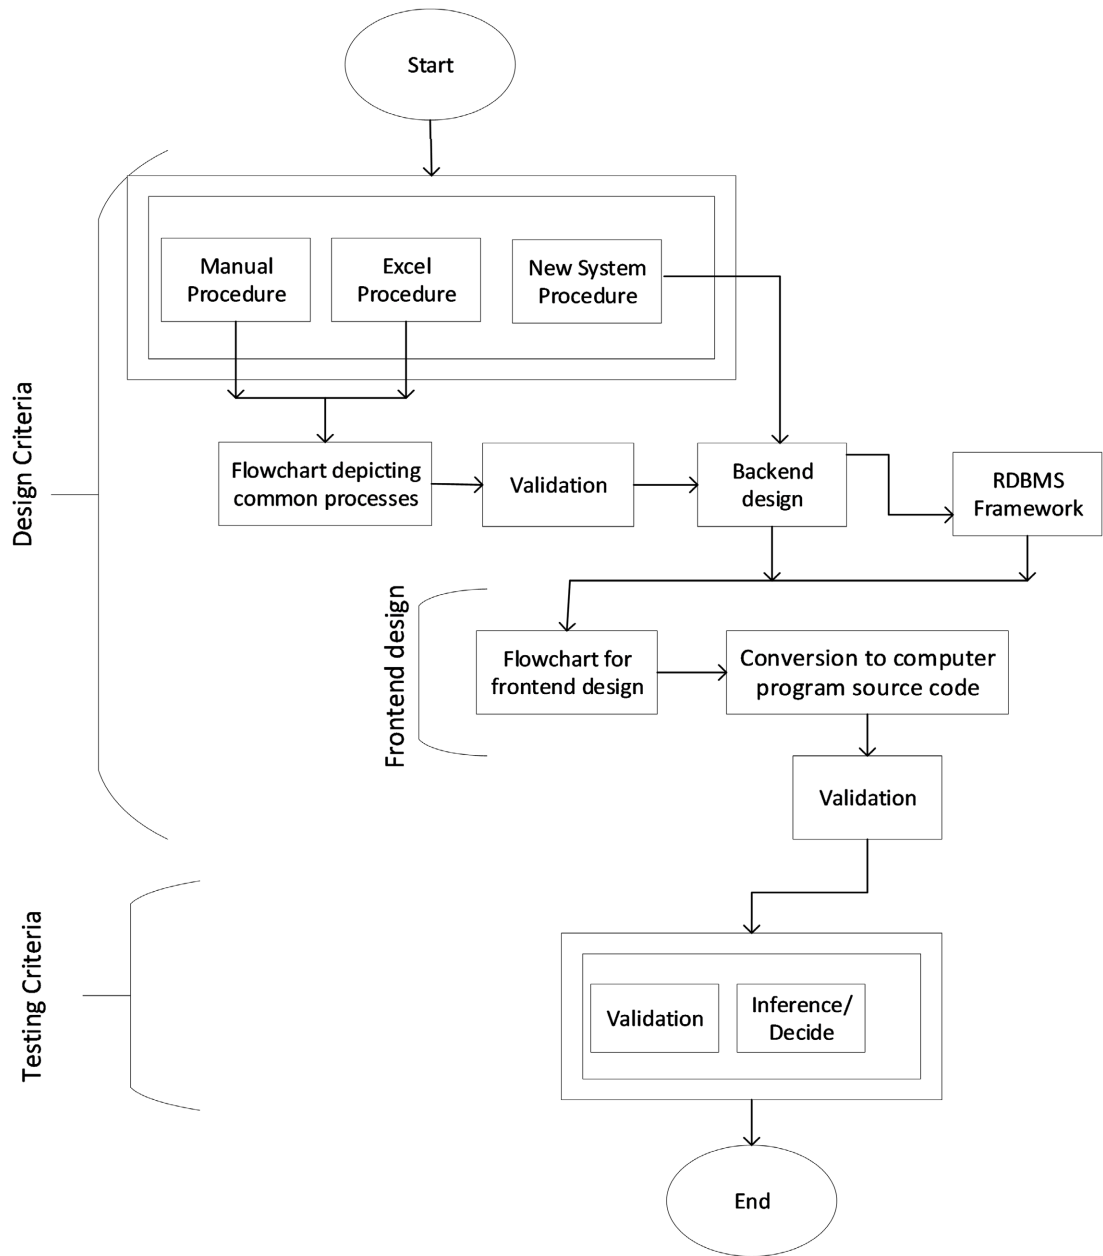 Start
Manual
Procedure
Excel
Procedure
New System
Procedure
Design Criteria
Flowchart depicting
common processes
Validation
Backend
design
RDBMS
Framework
Frontend design
Flowchart for
frontend design
Conversion to computer
program source code
Validation
Testing Criteria
Validation
Inference/
Decide
End